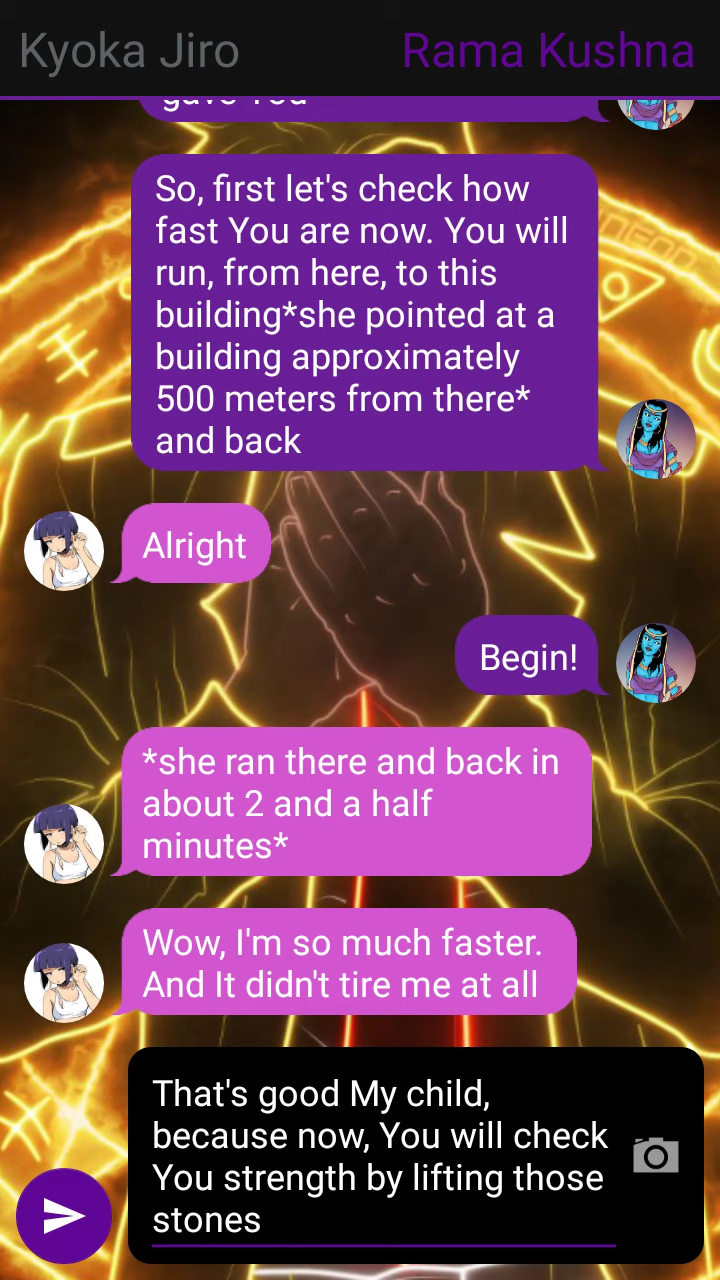 Kyoka Jiro
Rama Kushna
gave You
So, first let's check how
fast You are now. You will
run, from here, to this
building*she pointed at a
building approximately
500 meters from there*
and back
Alright
Begin!
*she ran there and back in
about 2 and a half
minutes*
Wow, I'm so much faster.
And It didn't tire me at all
That's good My child,
because now, You will check
You strength by lifting those
stones